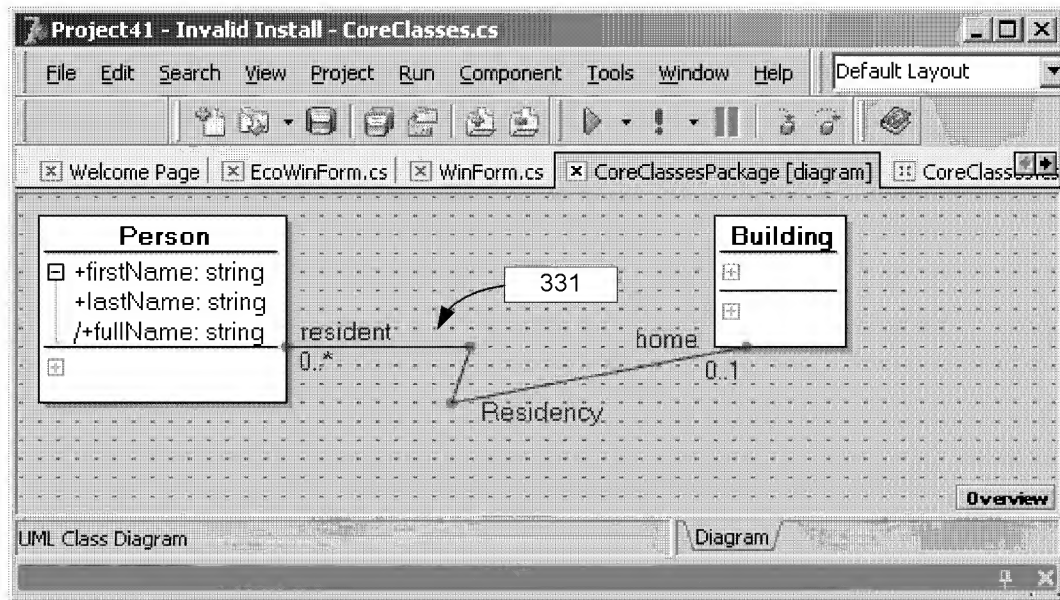 Project41 - Invalid Install - CoreClasses.cs
File Edit Search View Project Run Component Tools Window Help Default Layout
Welcome Page EcoWinForm.cs WinForm.cs CoreClassesPackage [diagram]
Person
+firstName: string
+lastName: string
/+fullName: string
resident
0..*
331
Building
home
0..1
Residency
Overview
UML Class Diagram
Diagram